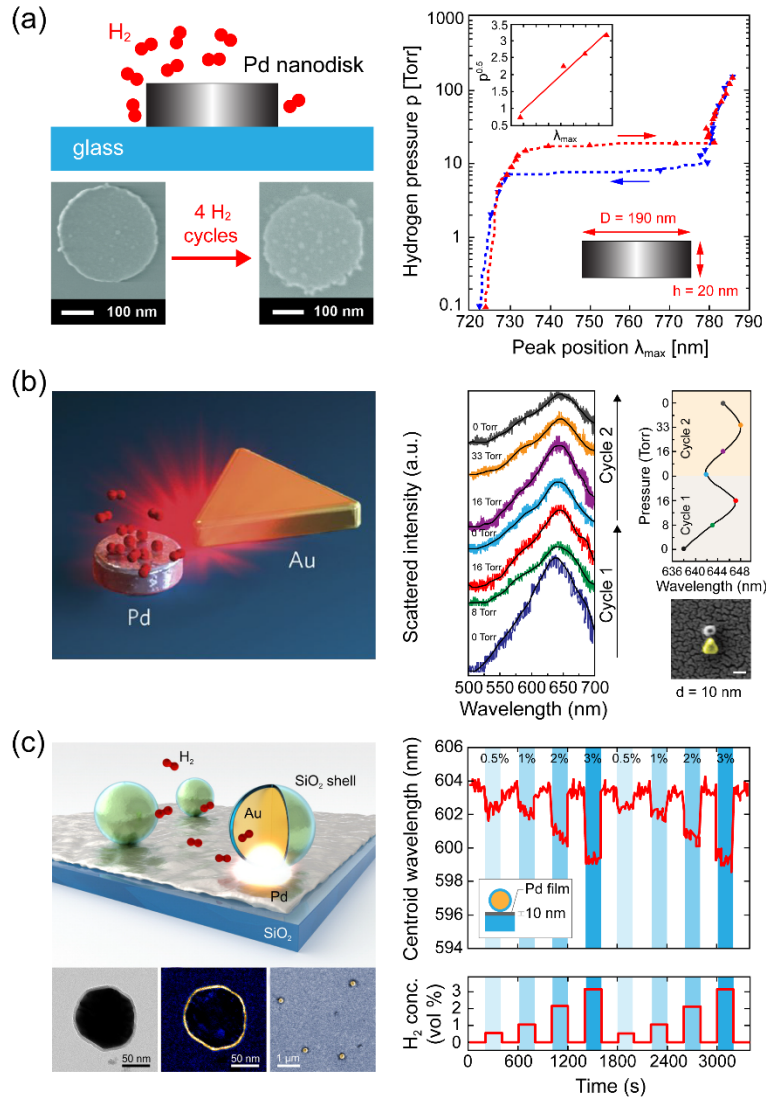 (a)
H2
Pd nanodisk
glass
4 H2
cycles
100 nm
100 nm
Hydrogen pressure p [Torr]
1000
100
10
1
0.1
720 730 740 750 760 770 780 790
Peak position λmax [nm]
p^0.5
3.5
3
2.5
2
1.5
1
0.5
λmax
D = 190 nm
h = 20 nm
(b)
Pd
Au
Scattered intensity (a.u.)
0 Torr
33 Torr
16 Torr
0 Torr
16 Torr
8 Torr
0 Torr
Cycle 2
Cycle 1
500 550 600 650 700
Wavelength (nm)
Pressure (Torr)
0
33
16
0
16
8
0
Cycle 2
Cycle 1
636 640 644 648
Wavelength (nm)
d = 10 nm
(c)
H2
SiO2 shell
Au
Pd
SiO2
50 nm
50 nm
1 μm
Centroid wavelength (nm)
606
604
602
600
598
596
594
0.5% 1% 2% 3% 0.5% 1% 2% 3%
Pd film
10 nm
H2 conc.
(vol %)
3
2
1
0
0 600 1200 1800 2400 3000
Time (s)